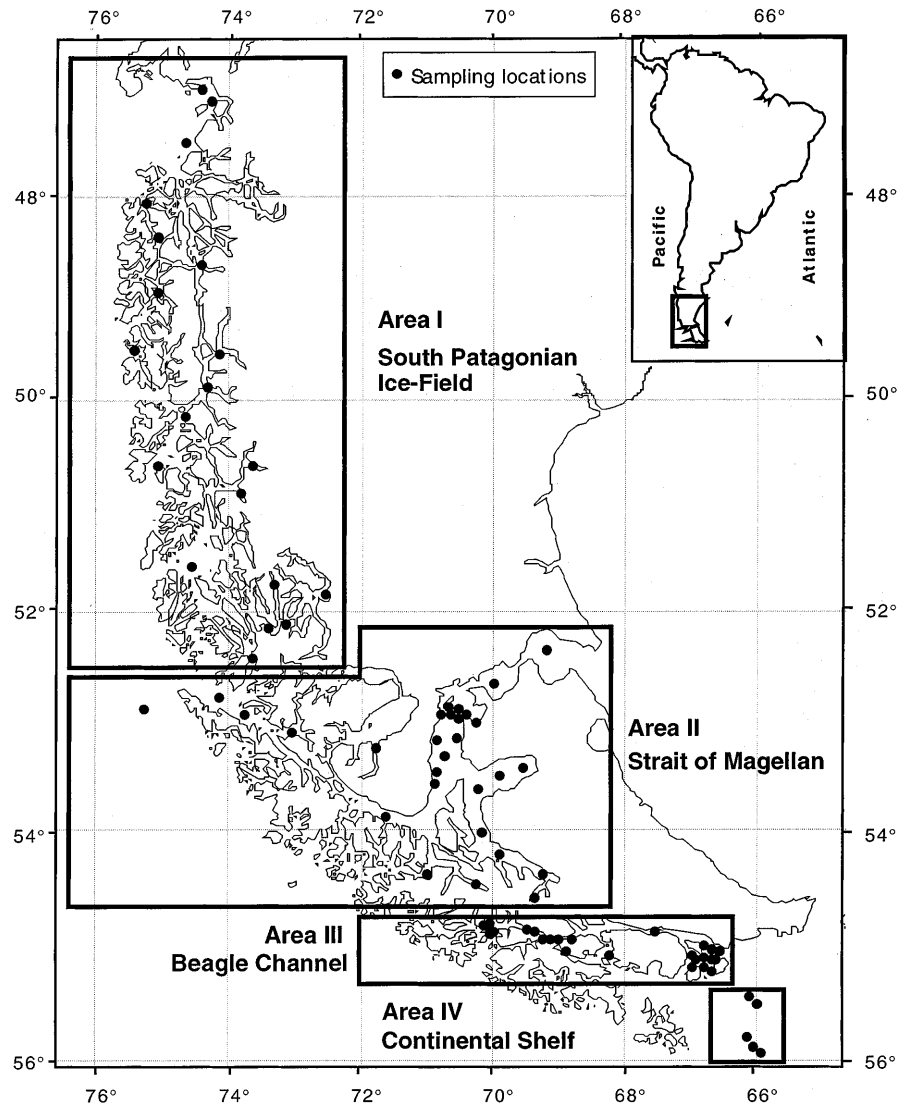 76° 74° 72° 70° 68° 66°
● Sampling locations
Pacific
Atlantic
48° 48°
Area I
South Patagonian
Ice-Field
50° 50°
52° 52°
Area II
Strait of Magellan
54° 54°
Area III
Beagle Channel
Area IV
Continental Shelf
56° 56°
76° 74° 72° 70° 68° 66°